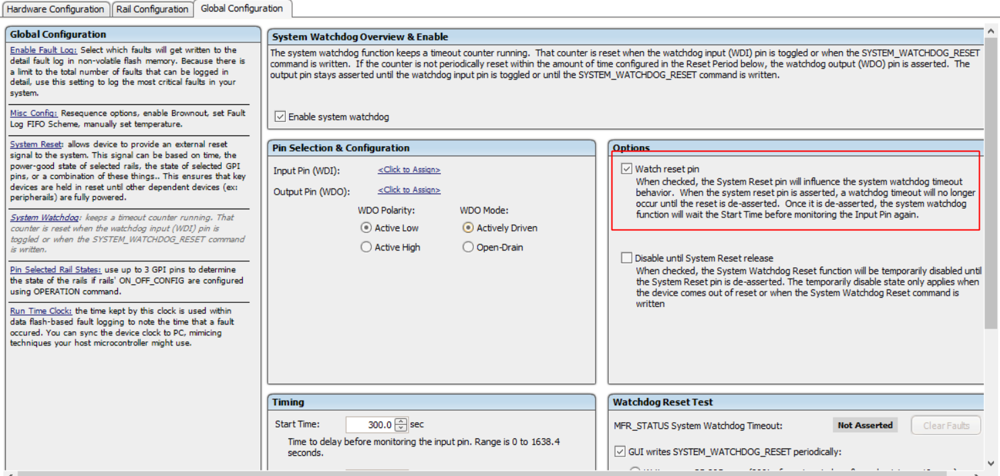 Hardware Configuration
Rail Configuration
Global Configuration
Global Configuration
Enable Fault Log: Select which faults will get written to the
detail fault log in non-volatile flash memory. Because there is
a limit to the total number of faults that can be logged in
detail, use this setting to log the most critical faults in your
system.
Misc Config: Resequence options, enable Brownout, set Fault
Log FIFO Scheme, manually set temperature.
System Reset: allows device to provide an external reset
signal to the system. This signal can be based on time, the
power-good state of selected rails, the state of selected GPI
pins, or a combination of these things.. This ensures that key
devices are held in reset until other dependent devices (ex:
peripherails) are fully powered.
System Watchdog: keeps a timeout counter running. That
counter is reset when the watchdog input (WDI) pin is
toggled or when the SYSTEM_WATCHDOG_RESET command
is written.
Pin Selected Rail States: use up to 3 GPI pins to determine
the state of the rails if rails' ON_OFF_CONFIG are configured
using OPERATION command.
Run Time Clock: the time kept by this clock is used within
data flash-based fault logging to note the time that a fault
occured. You can sync the device clock to PC, mimicing
techniques your host microcontroller might use.
System Watchdog Overview & Enable
The system watchdog function keeps a timeout counter running. That counter is reset when the watchdog input (WDI) pin is toggled or when the SYSTEM_WATCHDOG_RESET
command is written. If the counter is not periodically reset within the amount of time configured in the Reset Period below, the watchdog output (WDO) pin is asserted. The
output pin stays asserted until the watchdog input pin is toggled or until the SYSTEM_WATCHDOG_RESET command is written.
Enable system watchdog
Pin Selection & Configuration
Input Pin (WDI): <Click to Assign>
Output Pin (WDO): <Click to Assign>
WDO Polarity: WDO Mode:
Active Low Actively Driven
Active High Open-Drain
Options
Watch reset pin
When checked, the System Reset pin will influence the system watchdog timeout
behavior. When the system reset pin is asserted, a watchdog timeout will no longer
occur until the reset is de-asserted. Once it is de-asserted, the system watchdog
function will wait the Start Time before monitoring the Input Pin again.
Disable until System Reset release
When checked, the System Watchdog Reset function will be temporarily disabled until
the System Reset pin is de-asserted. The temporarily disable state only applies when
the device comes out of reset or when the System Watchdog Reset command is
written
Timing
Start Time: 300.0 sec
Time to delay before monitoring the input pin. Range is 0 to 1638.4
seconds.
Watchdog Reset Test
MFR_STATUS System Watchdog Timeout: Not Asserted Clear Faults
GUI writes SYSTEM_WATCHDOG_RESET periodically: